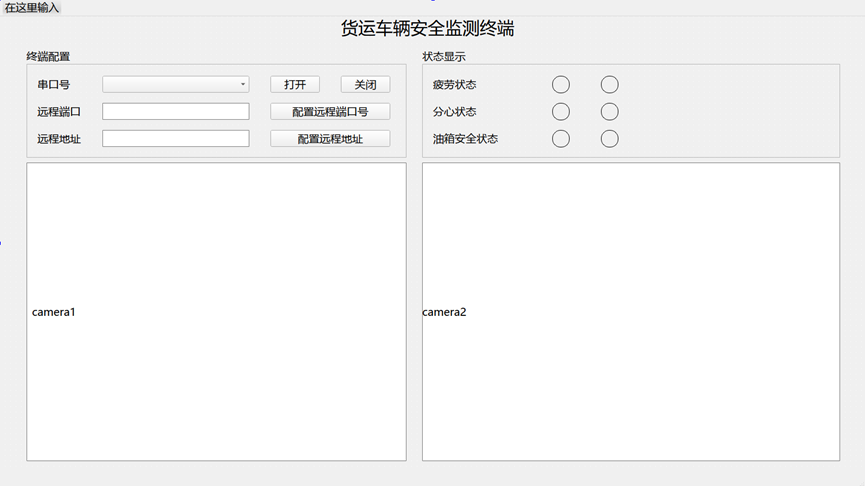 在这里输入
货运车辆安全监测终端
终端配置
串口号
打开
关闭
远程端口
配置远程端口号
远程地址
配置远程地址
状态显示
疲劳状态
分心状态
油箱安全状态
camera1
camera2